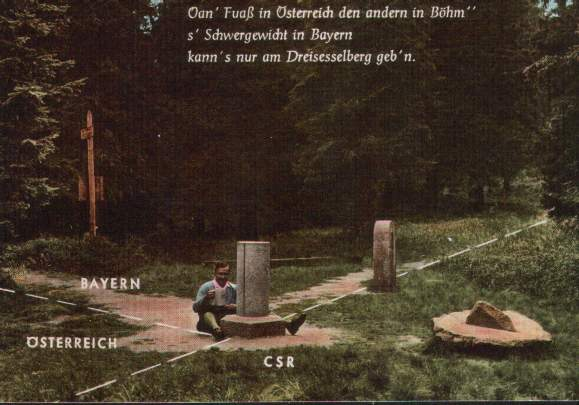 Oan´ Fuaß in Österreich den andern in Böhm´´
s´ Schwergewicht in Bayern
kann´s nur am Dreisesselberg geb´n.
BAYERN
ÖSTERREICH
CSR